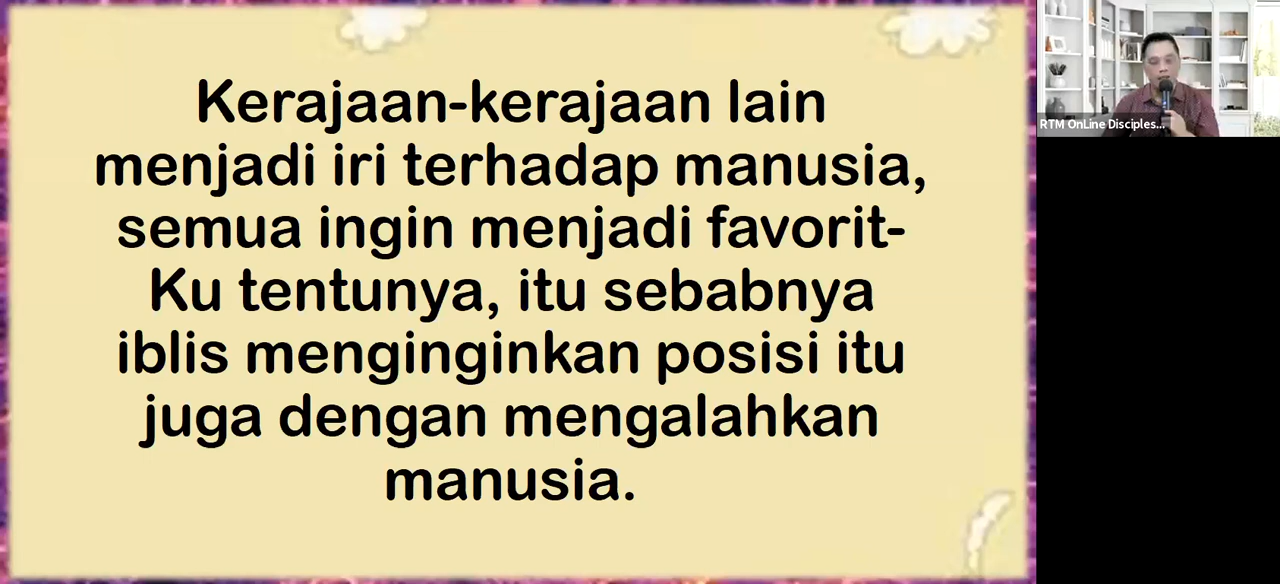 Kerajaan-kerajaan lain
menjadi iri terhadap manusia,
semua ingin menjadi favorit-
Ku tentunya, itu sebabnya
iblis menginginkan posisi itu
juga dengan mengalahkan
manusia.
RTM OnLine Disciples...